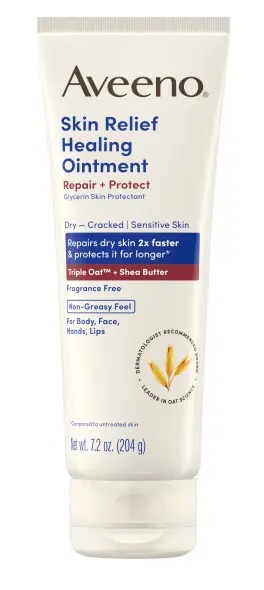 Aveeno®
Skin Relief
Healing
Ointment
Repair + Protect
Glycerin Skin Protectant
Dry – Cracked | Sensitive Skin
Repairs dry skin 2x faster
& protects it for longer*
Triple Oat™ + Shea Butter
Fragrance Free
Non-Greasy Feel
For Body, Face,
Hands, Lips
DERMATOLOGIST RECOMMENDED BRAND
• LEADER IN OAT SCIENCE •
*Compared to untreated skin
Net wt. 7.2 oz. (204 g)